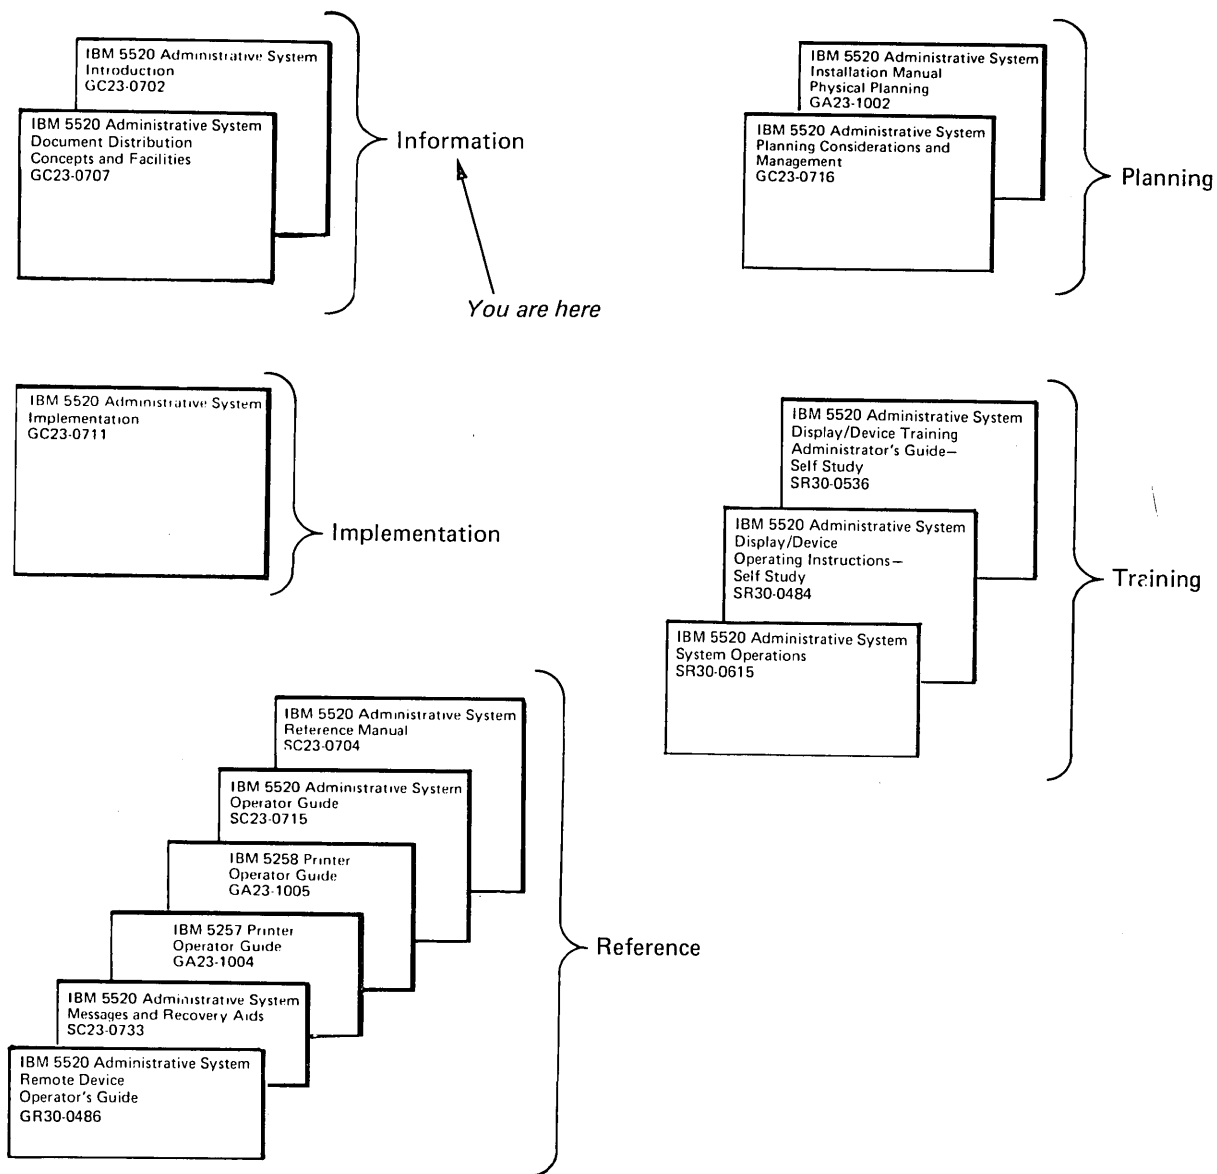 IBM 5520 Administrative System
Introduction
GC23-0702
IBM 5520 Administrative System
Document Distribution
Concepts and Facilities
GC23-0707
Information
You are here
IBM 5520 Administrative System
Installation Manual
Physical Planning
GA23-1002
IBM 5520 Administrative System
Planning Considerations and
Management
GC23-0716
Planning
IBM 5520 Administrative System
Implementation
GC23-0711
Implementation
IBM 5520 Administrative System
Display/Device Training
Administrator's Guide—
Self Study
SR30-0536
IBM 5520 Administrative System
Display/Device
Operating Instructions—
Self Study
SR30-0484
IBM 5520 Administrative System
System Operations
SR30-0615
Training
IBM 5520 Administrative System
Reference Manual
SC23-0704
IBM 5520 Administrative System
Operator Guide
SC23-0715
IBM 5258 Printer
Operator Guide
GA23-1005
IBM 5257 Printer
Operator Guide
GA23-1004
IBM 5520 Administrative System
Messages and Recovery Aids
SC23-0733
IBM 5520 Administrative System
Remote Device
Operator's Guide
GR30-0486
Reference